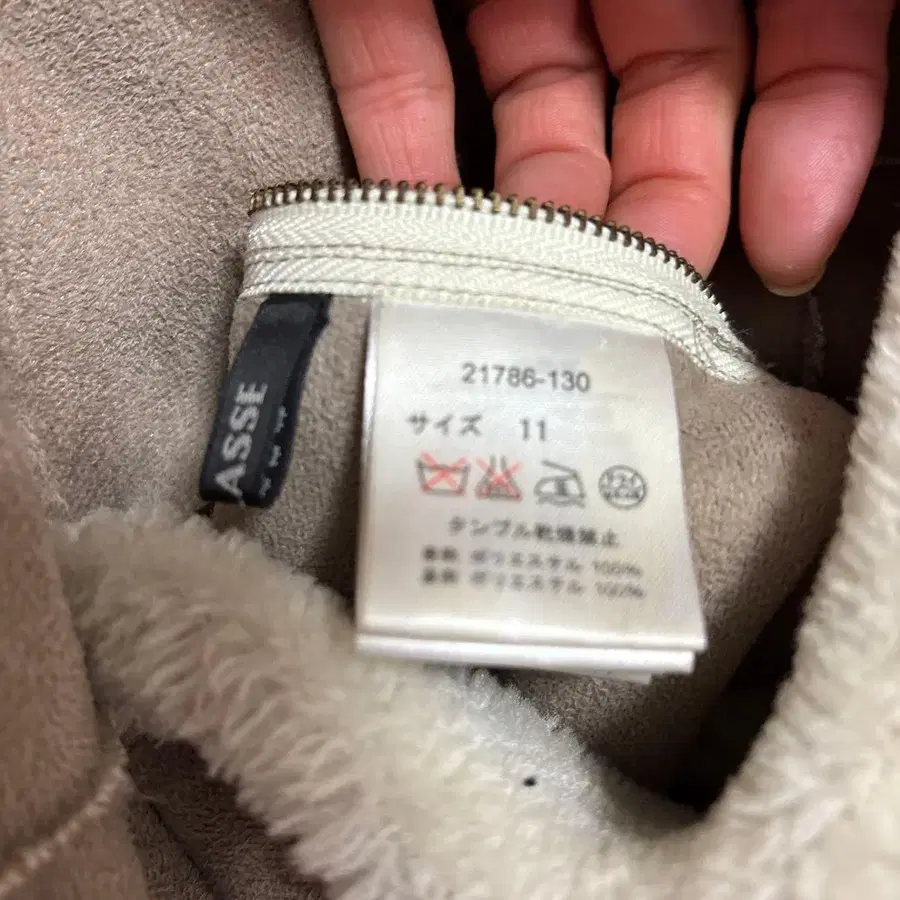 ASSE
21786-130
サイズ 11
タンブル乾燥禁止
ポリエステル 100%
ポリエステル 100%